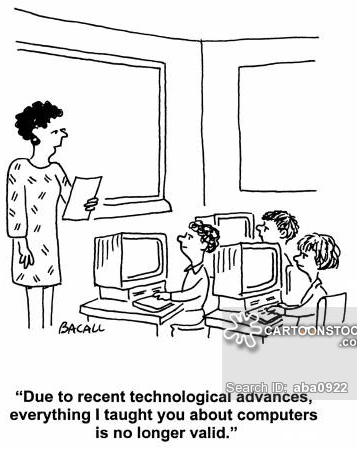 BACALL
CARTOONSTOCK
.co
Search ID: aba0922
“Due to recent technological advances,
everything I taught you about computers
is no longer valid.”